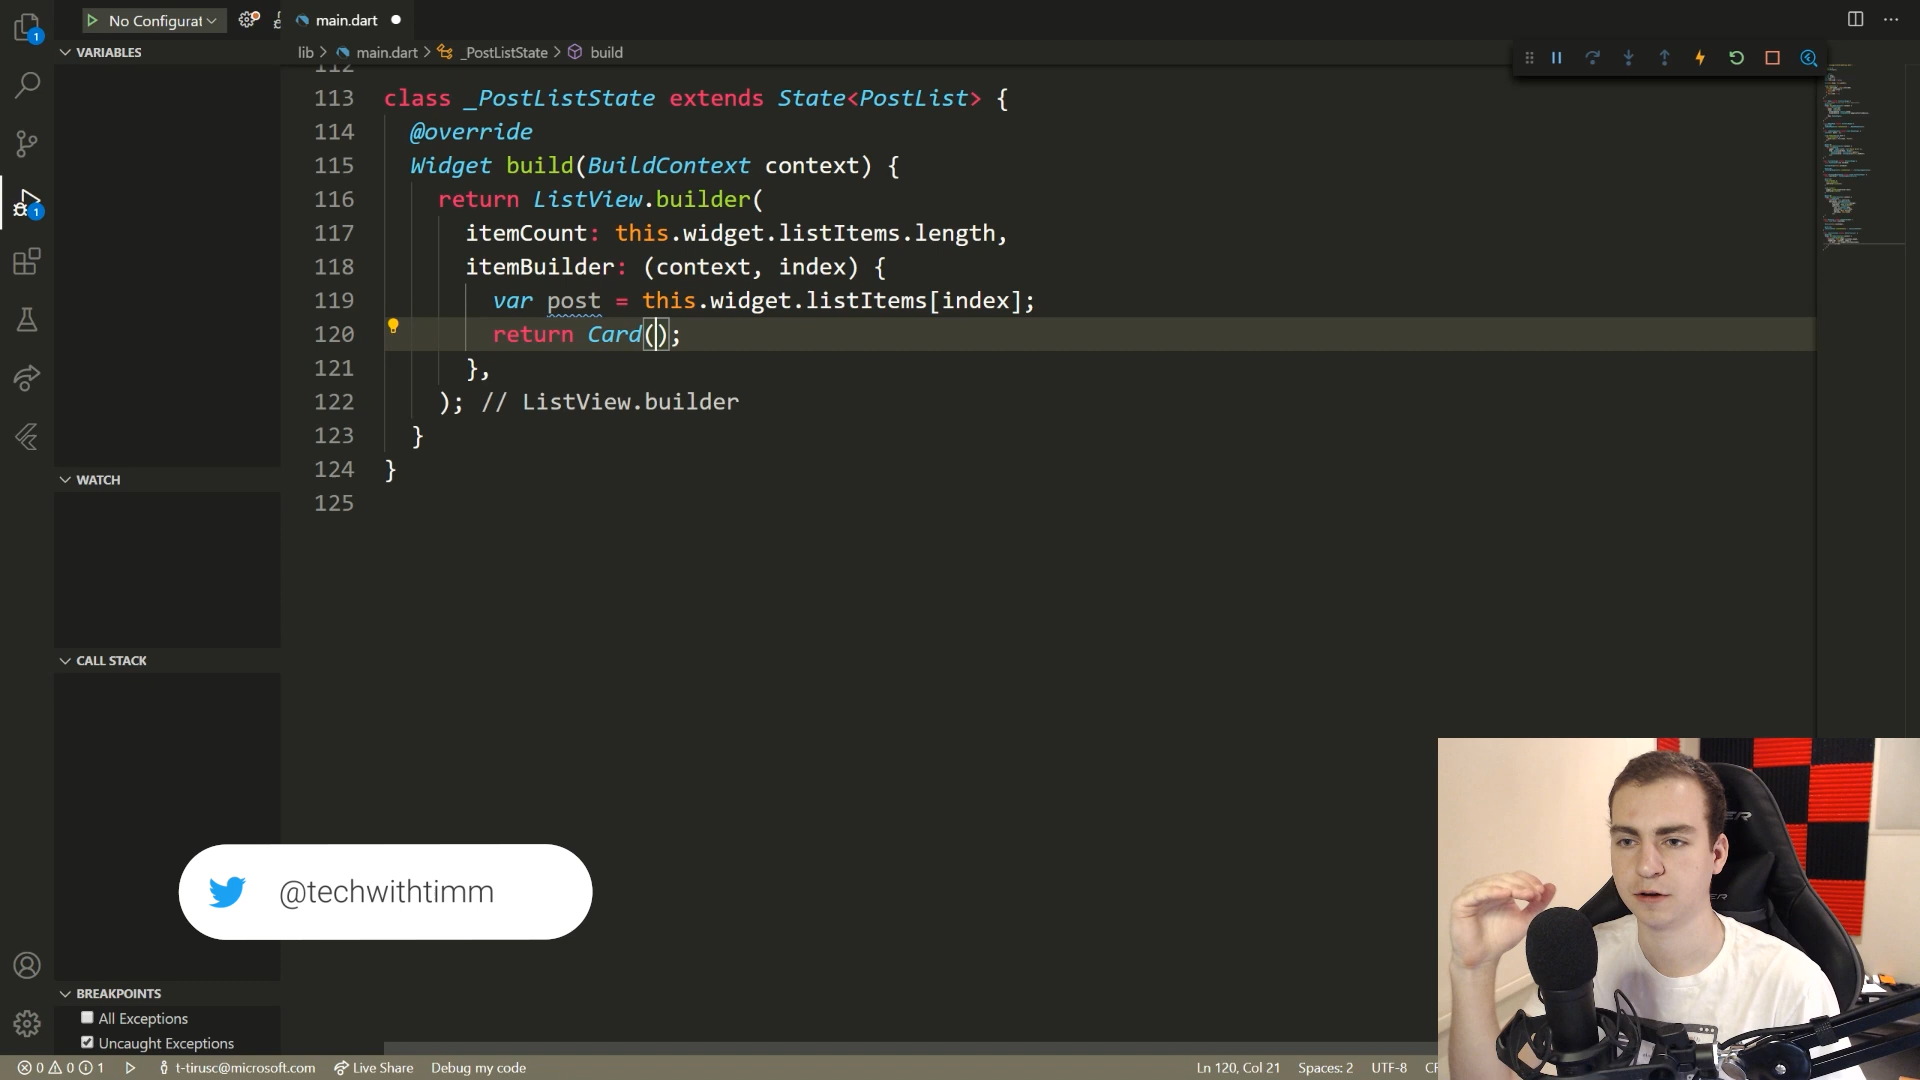 No Configurat
main.dart
VARIABLES
lib > main.dart > _PostListState > build
112
113 class _PostListState extends State<PostList> {
114 @override
115 Widget build(BuildContext context) {
116 return ListView.builder(
117 itemCount: this.widget.listItems.length,
118 itemBuilder: (context, index) {
119 var post = this.widget.listItems[index];
120 return Card();
121 },
122 ); // ListView.builder
123 }
124 }
125
WATCH
CALL STACK
@techwithtimm
BREAKPOINTS
All Exceptions
Uncaught Exceptions
0 0 1 t-tirusc@microsoft.com Live Share Debug my code Ln 120, Col 21 Spaces: 2 UTF-8
1
1